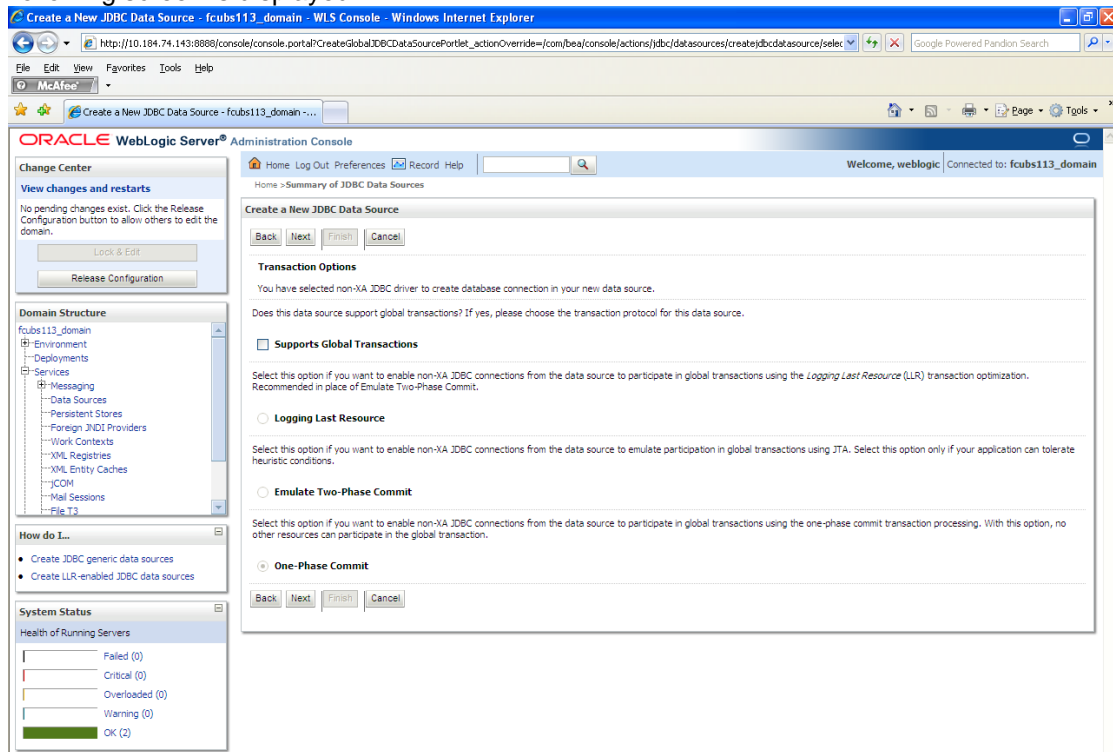 Create a New JDBC Data Source - fcubs113_domain - WLS Console - Windows Internet Explorer
http://10.184.74.143:8888/console/console.portal?CreateGlobalJDBCDataSourcePortlet_actionOverride=/com/bea/console/actions/jdbc/datasources/createjdbcdatasource/selec
Google Powered Pandion Search
File Edit View Favorites Tools Help
McAfee
Create a New JDBC Data Source - fcubs113_domain -...
Page Tools
ORACLE WebLogic Server® Administration Console
Change Center
View changes and restarts
No pending changes exist. Click the Release
Configuration button to allow others to edit the
domain.
Lock & Edit
Release Configuration
Domain Structure
fcubs113_domain
Environment
Deployments
Services
Messaging
Data Sources
Persistent Stores
Foreign JNDI Providers
Work Contexts
XML Registries
XML Entity Caches
jCOM
Mail Sessions
File T3
How do I...
Create JDBC generic data sources
Create LLR-enabled JDBC data sources
System Status
Health of Running Servers
Failed (0)
Critical (0)
Overloaded (0)
Warning (0)
OK (2)
Home Log Out Preferences Record Help
Welcome, weblogic Connected to: fcubs113_domain
Home >Summary of JDBC Data Sources
Create a New JDBC Data Source
Back Next Finish Cancel
Transaction Options
You have selected non-XA JDBC driver to create database connection in your new data source.
Does this data source support global transactions? If yes, please choose the transaction protocol for this data source.
Supports Global Transactions
Select this option if you want to enable non-XA JDBC connections from the data source to participate in global transactions using the Logging Last Resource (LLR) transaction optimization.
Recommended in place of Emulate Two-Phase Commit.
Logging Last Resource
Select this option if you want to enable non-XA JDBC connections from the data source to emulate participation in global transactions using JTA. Select this option only if your application can tolerate
heuristic conditions.
Emulate Two-Phase Commit
Select this option if you want to enable non-XA JDBC connections from the data source to participate in global transactions using the one-phase commit transaction processing. With this option, no
other resources can participate in the global transaction.
One-Phase Commit
Back Next Finish Cancel